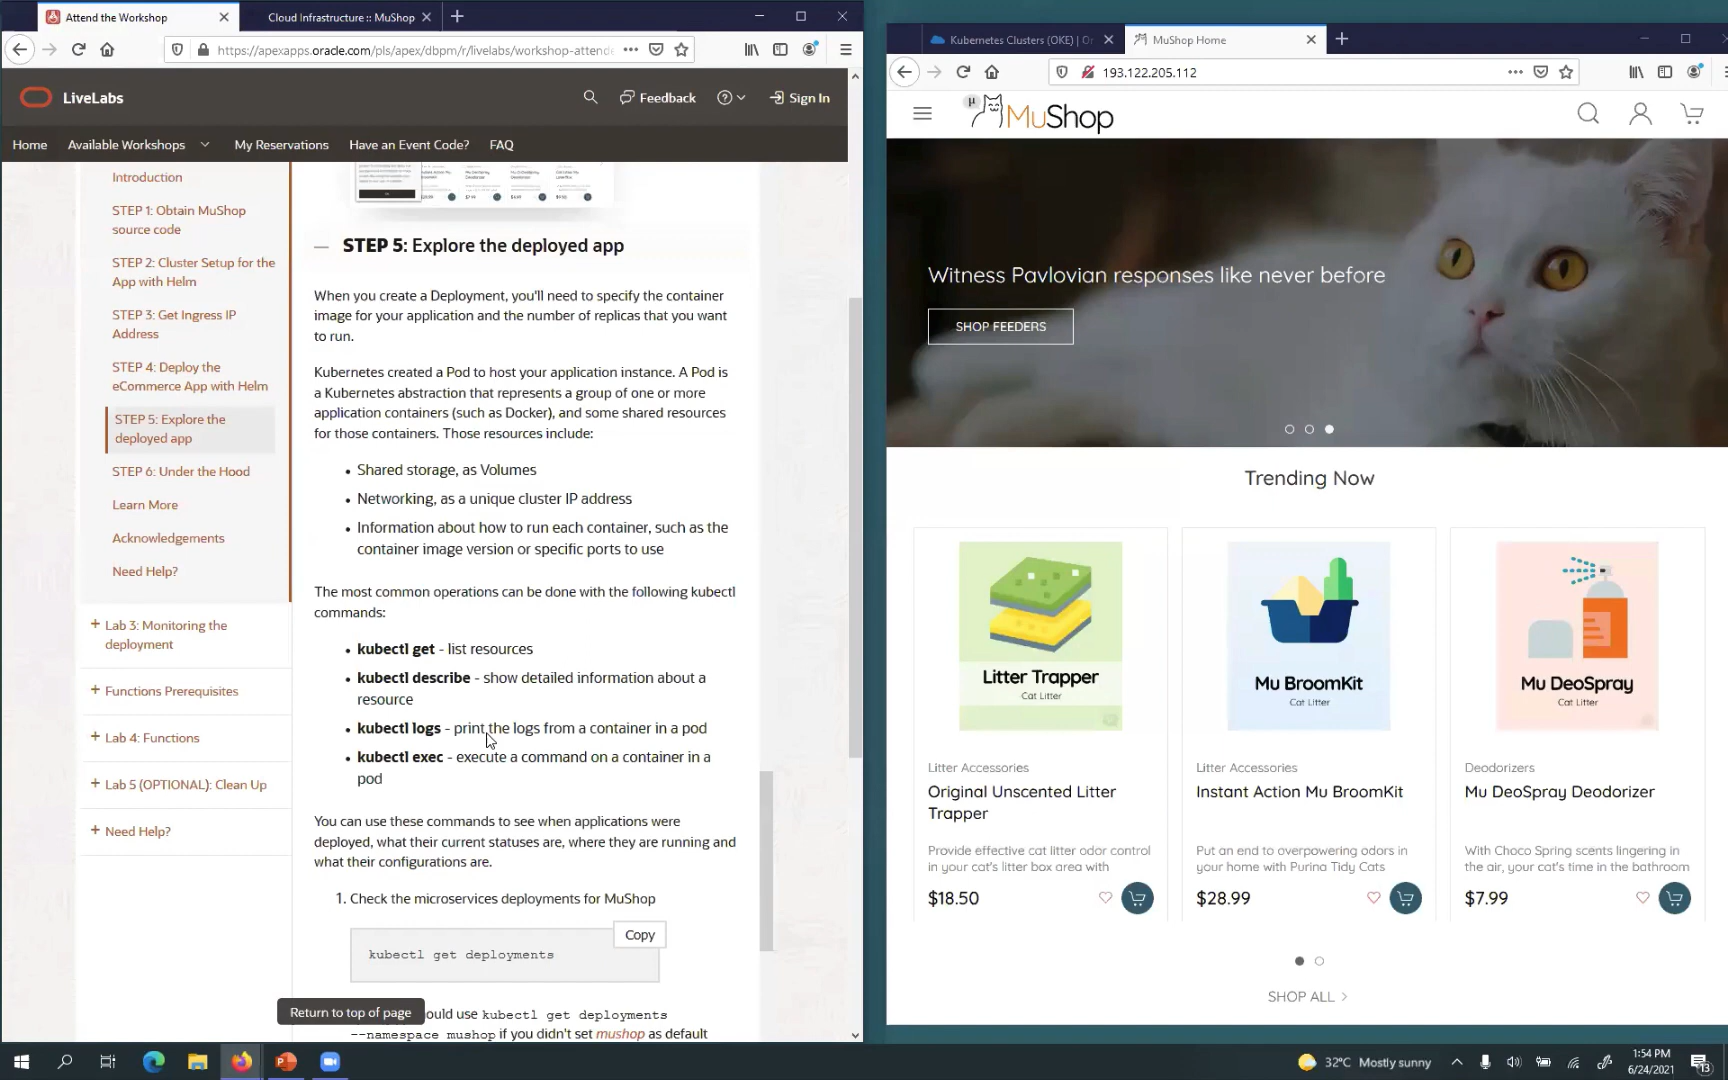 Attend the Workshop
Cloud Infrastructure :: MuShop
https://apexapps.oracle.com/pls/apex/dbpm/r/livelabs/workshop-attend
LiveLabs
Feedback
Sign In
Home
Available Workshops
My Reservations
Have an Event Code?
FAQ
Introduction
STEP 1: Obtain MuShop
source code
STEP 2: Cluster Setup for the
App with Helm
STEP 3: Get Ingress IP
Address
STEP 4: Deploy the
eCommerce App with Helm
STEP 5: Explore the
deployed app
STEP 6: Under the Hood
Learn More
Acknowledgements
Need Help?
+ Lab 3: Monitoring the
deployment
+ Functions Prerequisites
+ Lab 4: Functions
+ Lab 5 (OPTIONAL): Clean Up
+ Need Help?
STEP 5: Explore the deployed app
When you create a Deployment, you'll need to specify the container
image for your application and the number of replicas that you want
to run.
Kubernetes created a Pod to host your application instance. A Pod is
a Kubernetes abstraction that represents a group of one or more
application containers (such as Docker), and some shared resources
for those containers. Those resources include:
• Shared storage, as Volumes
• Networking, as a unique cluster IP address
• Information about how to run each container, such as the
container image version or specific ports to use
The most common operations can be done with the following kubectl
commands:
• kubectl get - list resources
• kubectl describe - show detailed information about a
resource
• kubectl logs - print the logs from a container in a pod
• kubectl exec - execute a command on a container in a
pod
You can use these commands to see when applications were
deployed, what their current statuses are, where they are running and
what their configurations are.
1. Check the microservices deployments for MuShop
Copy
kubectl get deployments
Return to top of page
ould use kubectl get deployments
--namespace mushop if you didn't set mushop as default
Kubernetes Clusters (OKE) | Or
MuShop Home
193.122.205.112
μ
MuShop
Witness Pavlovian responses like never before
SHOP FEEDERS
Trending Now
Litter Trapper
Cat Litter
Litter Accessories
Original Unscented Litter
Trapper
Provide effective cat litter odor control
in your cat's litter box area with
$18.50
Mu BroomKit
Cat Litter
Litter Accessories
Instant Action Mu BroomKit
Put an end to overpowering odors in
your home with Purina Tidy Cats
$28.99
Mu DeoSpray
Cat Litter
Deodorizers
Mu DeoSpray Deodorizer
With Choco Spring scents lingering in
the air, your cat's time in the bathroom
$7.99
SHOP ALL >
32°C Mostly sunny
1:54 PM
6/24/2021
13